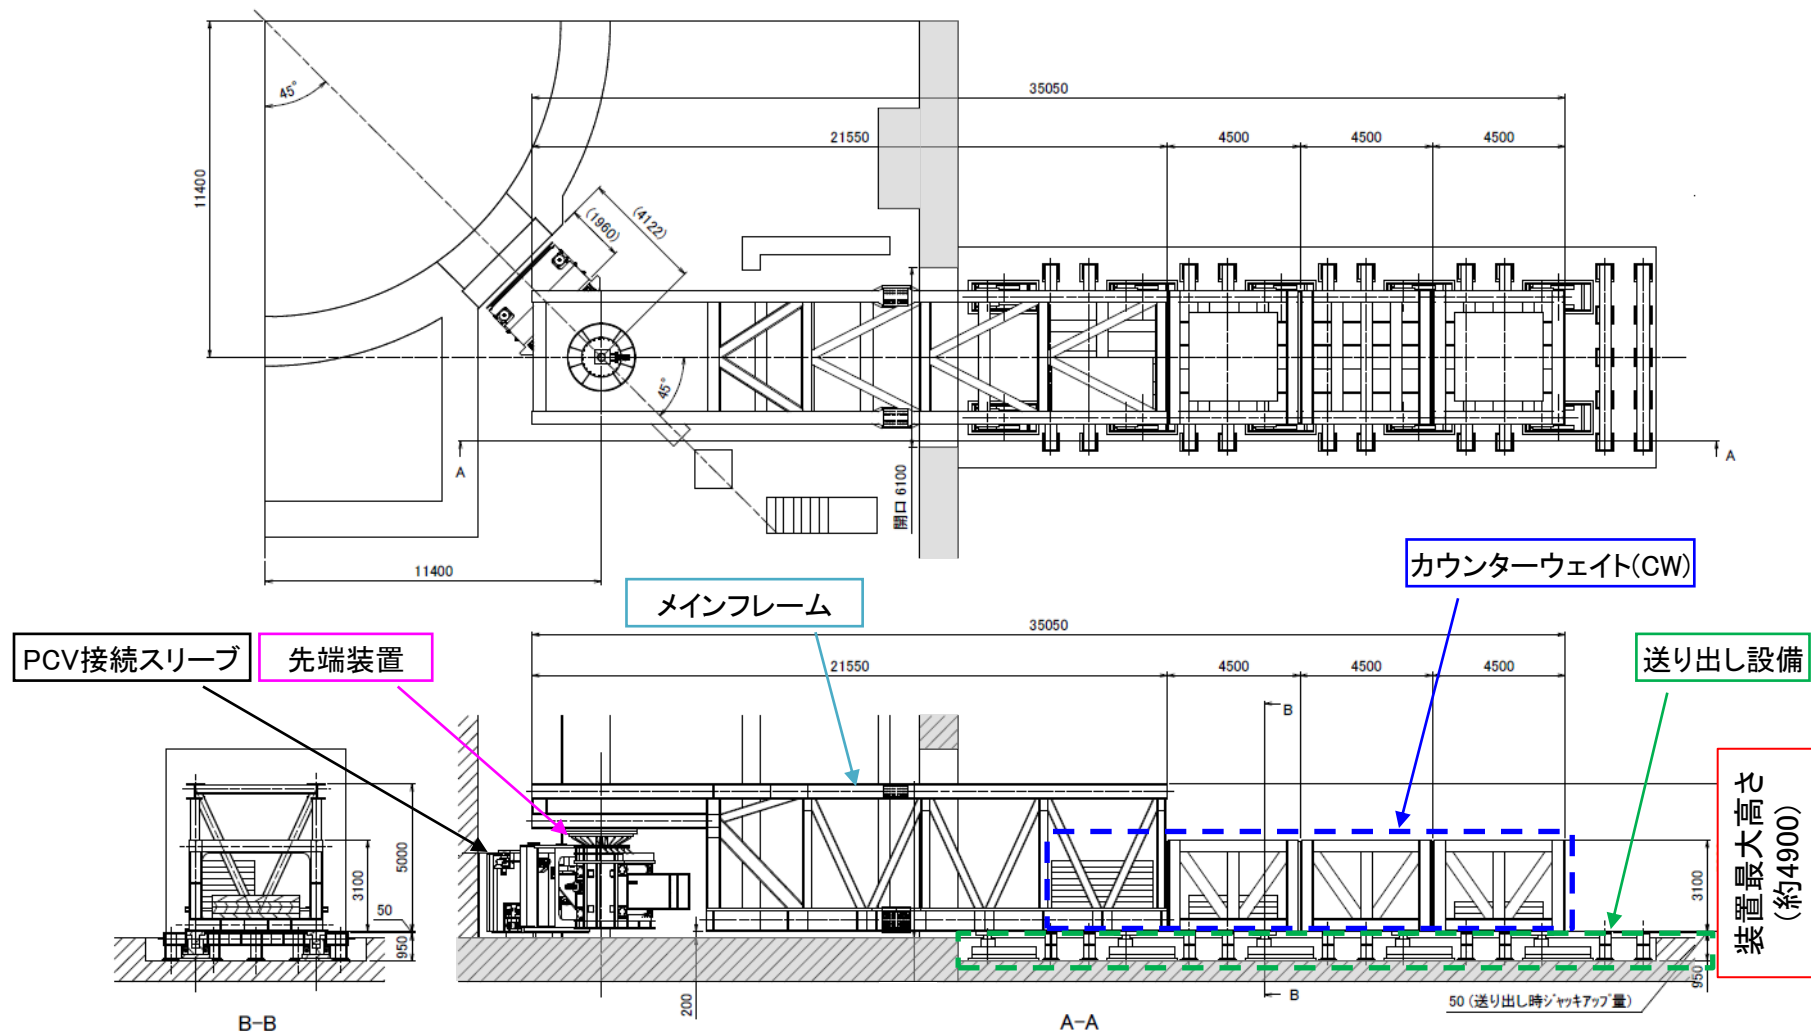 45°
35050
21550
4500
4500
4500
11400
(4122)
(1960)
45°
A
A
開口 6100
11400
カウンターウェイト(CW)
メインフレーム
PCV接続スリーブ
先端装置
送り出し設備
35050
21550
4500
4500
4500
B
装置最大高さ
(約4900)
5000
3100
50
950
3100
950
200
B
50 (送り出し時ジャッキアップ量)
B-B
A-A